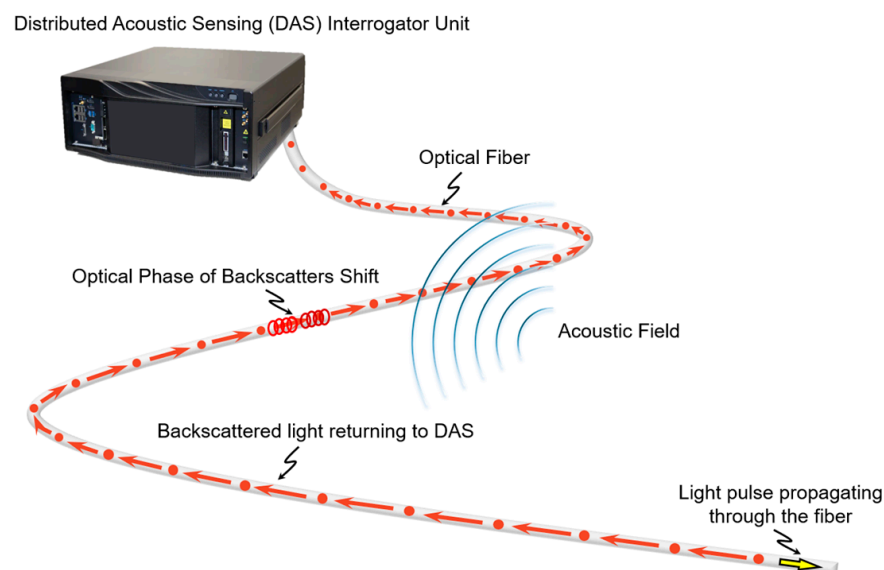 Distributed Acoustic Sensing (DAS) Interrogator Unit
Optical Fiber
Optical Phase of Backscatters Shift
Acoustic Field
Backscattered light returning to DAS
Light pulse propagating
through the fiber